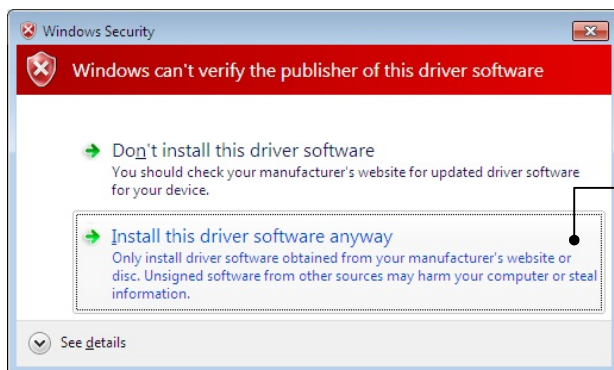 Windows Security
Windows can't verify the publisher of this driver software
Don't install this driver software
You should check your manufacturer's website for updated driver software
for your device.
Install this driver software anyway
Only install driver software obtained from your manufacturer's website or
disc. Unsigned software from other sources may harm your computer or steal
information.
See details